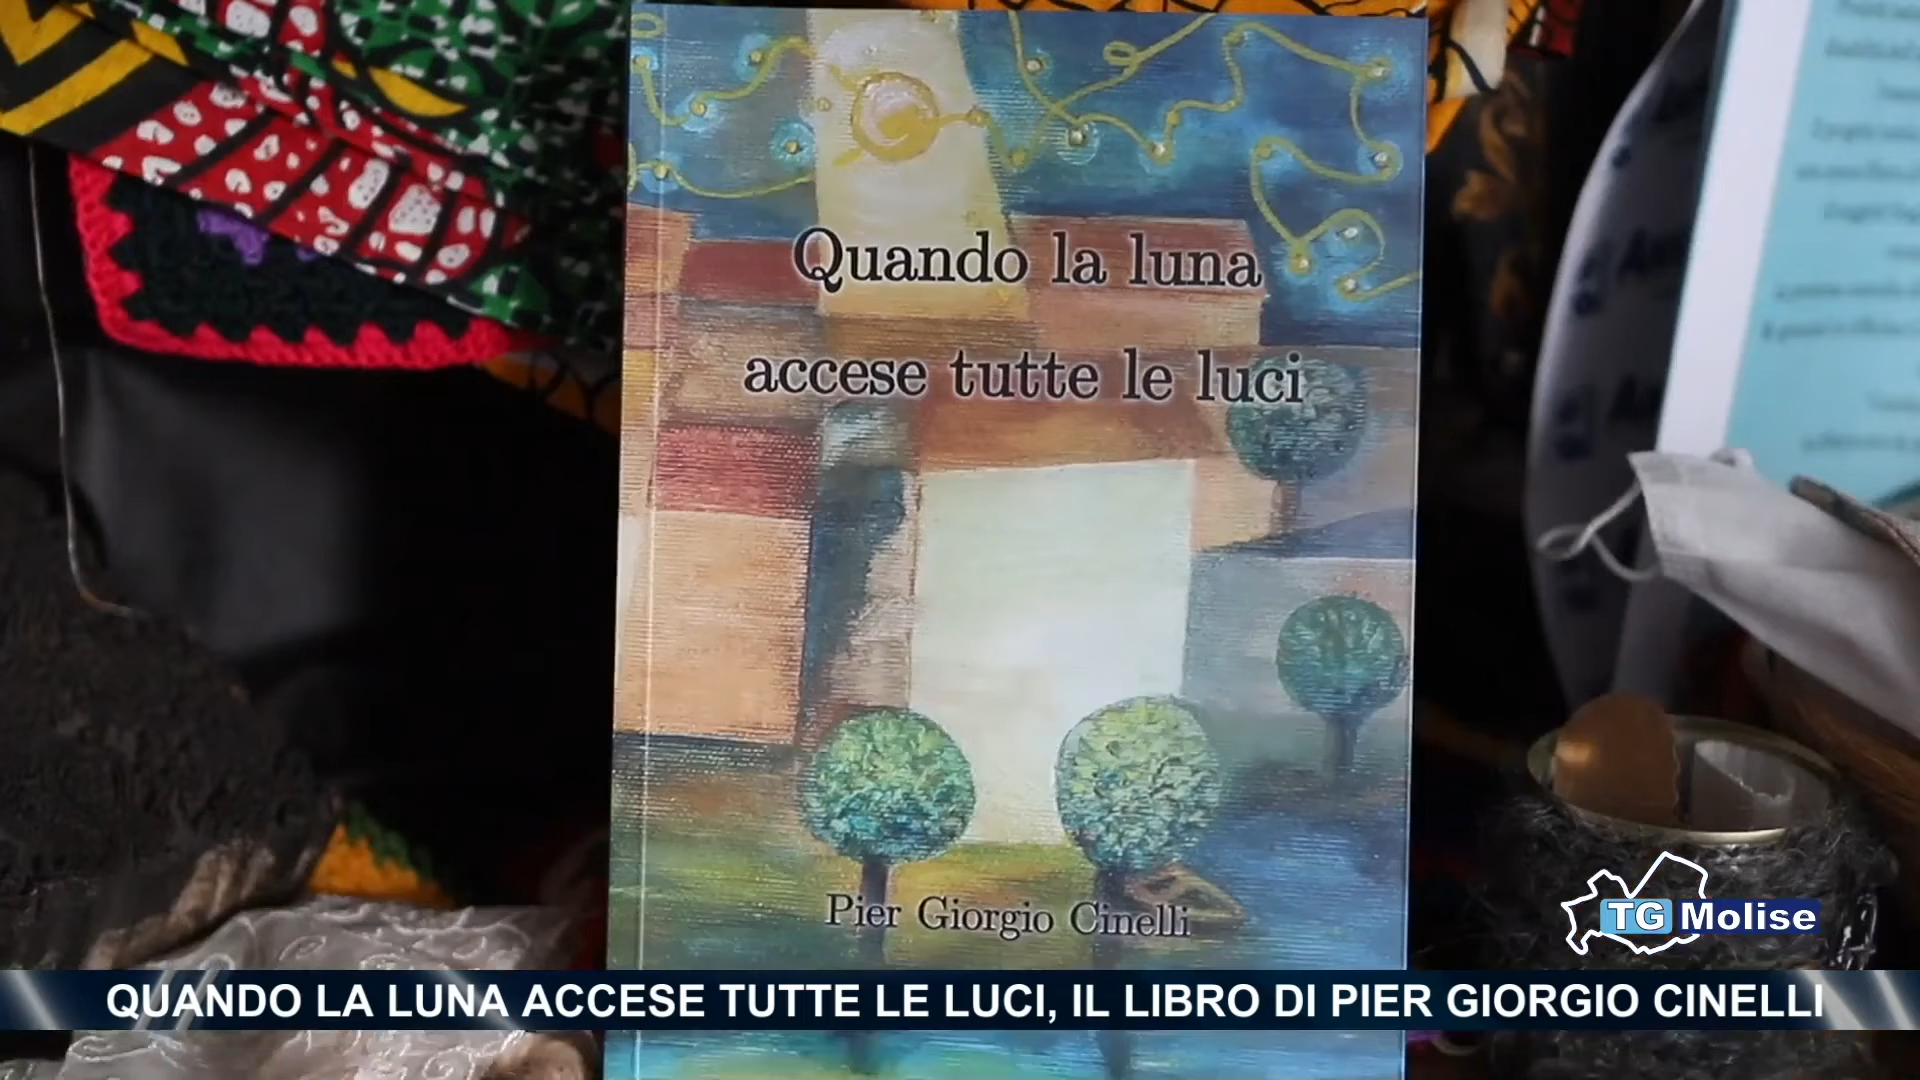 Quando la luna
accese tutte le luci
Pier Giorgio Cinelli
TG Molise
QUANDO LA LUNA ACCESE TUTTE LE LUCI, IL LIBRO DI PIER GIORGIO CINELLI